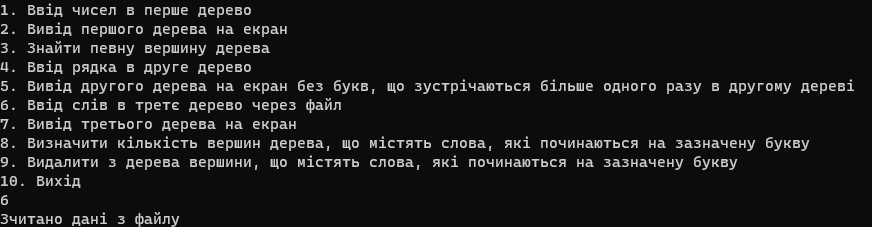 1. Ввід чисел в перше дерево
2. Вивід першого дерева на екран
3. Знайти певну вершину дерева
4. Ввід рядка в друге дерево
5. Вивід другого дерева на екран без букв, що зустрічаються більше одного разу в другому дереві
6. Ввід слів в третє дерево через файл
7. Вивід третього дерева на екран
8. Визначити кількість вершин дерева, що містять слова, які починаються на зазначену букву
9. Видалити з дерева вершини, що містять слова, які починаються на зазначену букву
10. Вихід
6
Зчитано дані з файлу